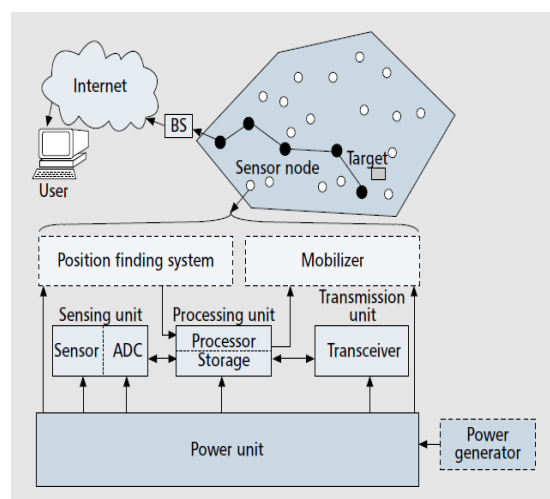 Internet
BS
User
Sensor node
Target
Position finding system
Mobilizer
Sensing unit
Processing unit
Transmission
unit
Sensor
ADC
Processor
Storage
Transceiver
Power unit
Power
generator